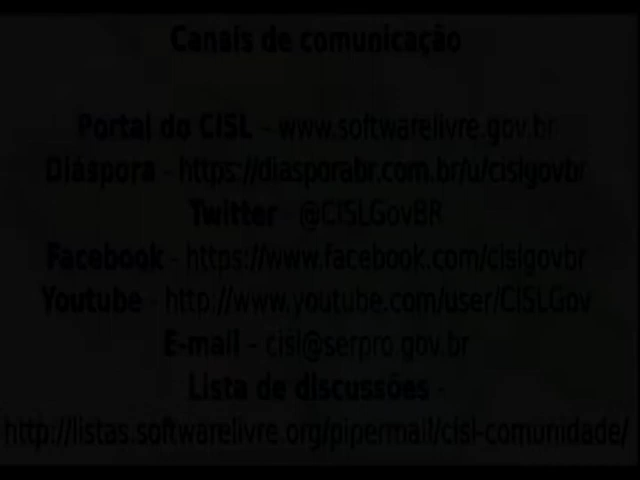 Canais de comunicação
Portal do CISL - www.softwarelivre.gov.br
Diáspora - https://diasporabr.com.br/u/cislgovbr
Twitter - @CISLGovBR
Facebook - https://www.facebook.com/cislgovbr
Youtube - http://www.youtube.com/user/CISLGov
E-mail - cisl@serpro.gov.br
Lista de discussões -
http://listas.softwarelivre.org/pipermail/cisl-comunidade/